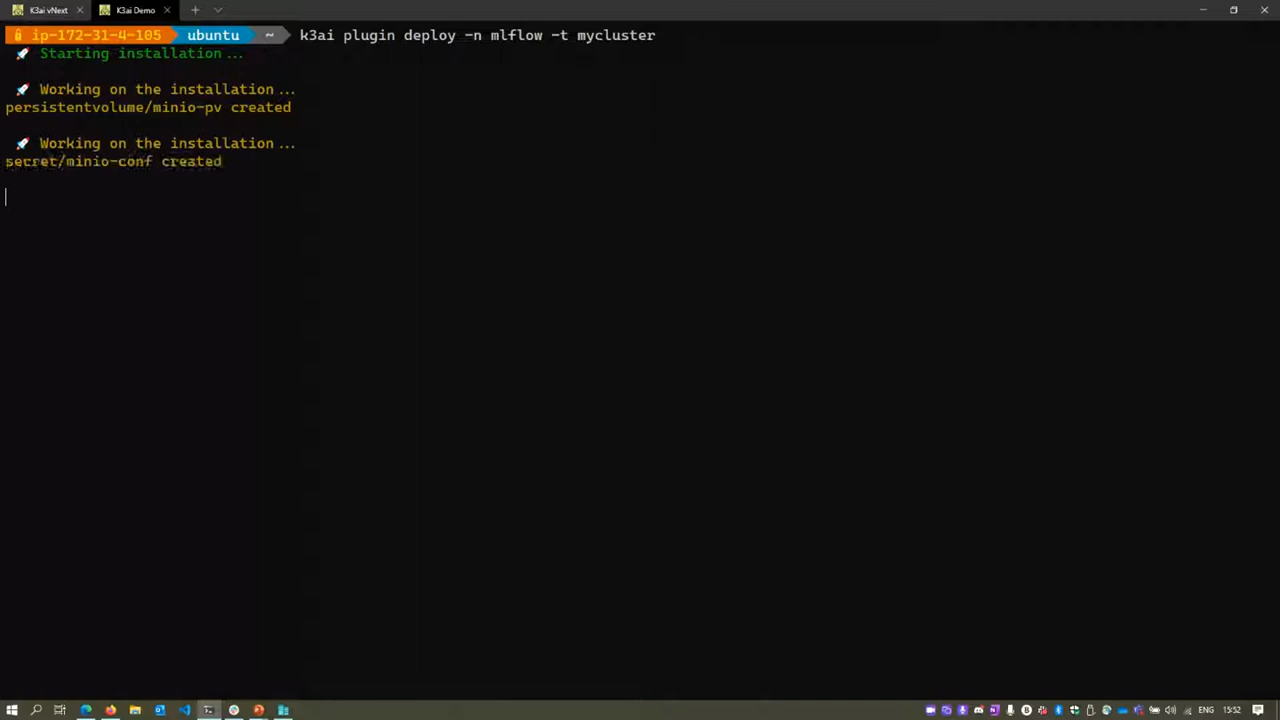 K3ai vNext
K3ai Demo
ip-172-31-4-105 ubuntu ~ k3ai plugin deploy -n mlflow -t mycluster
Starting installation...
Working on the installation...
persistentvolume/minio-pv created
Working on the installation...
secret/minio-conf created
ENG 15:52